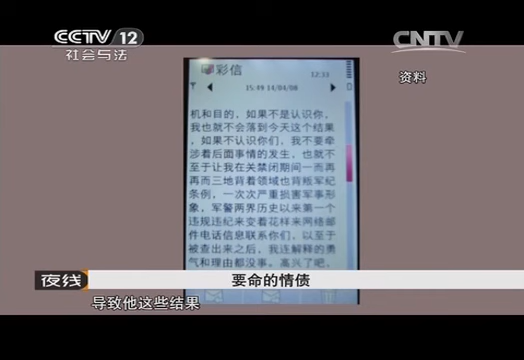 CCTV 12
社会与法
CNTV
资料
彩信
12:33
15:49 14/04/08
机和目的，如果不是认识你，
我也就不会落到今天这个结果
，如果不认识你们，我不要牵
涉着后面事情的发生，也就不
至于让我在关禁闭期间一而再
再而三地背着领域也背叛军纪
条例，一次次严重损害军事形
象，军警两界历史以来第一个
违规违纪来变着花样来网络邮
件电话信息联系你们，以至于
被查出来之后，我连解释的勇
气和理由都没事。高兴了吧，
夜线
要命的情债
导致他这些结果